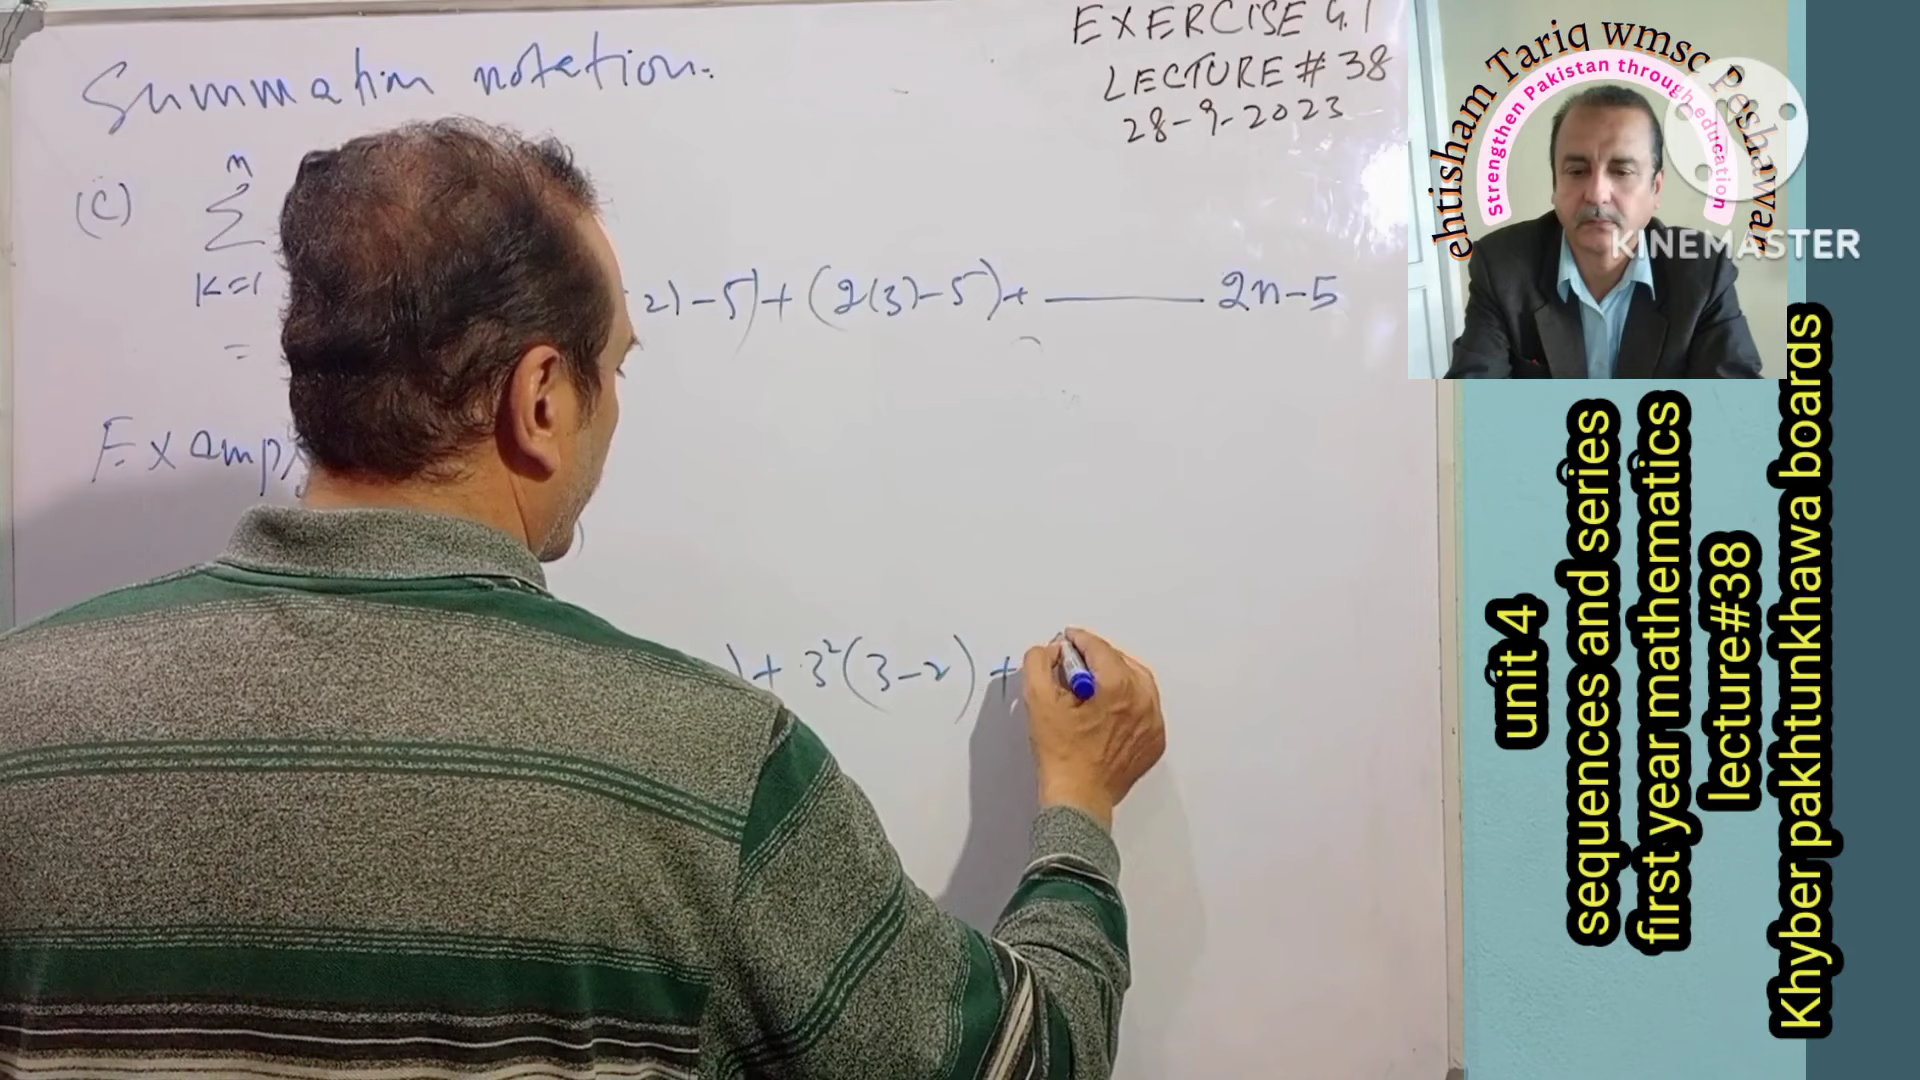 Summation notation.
EXERCISE 4.1
LECTURE # 38
28-9-2023
(C)
n
Σ
K=1
2)-5)+(2(3)-5)+ ——— 2n-5
=
Examp
)
)+3²(3-2)+
ehtisham Tariq wmsc Peshawar
Strengthen Pakistan through education
KINEMASTER
unit 4
sequences and series
first year mathematics
lecture#38
Khyber pakhtunkhawa boards